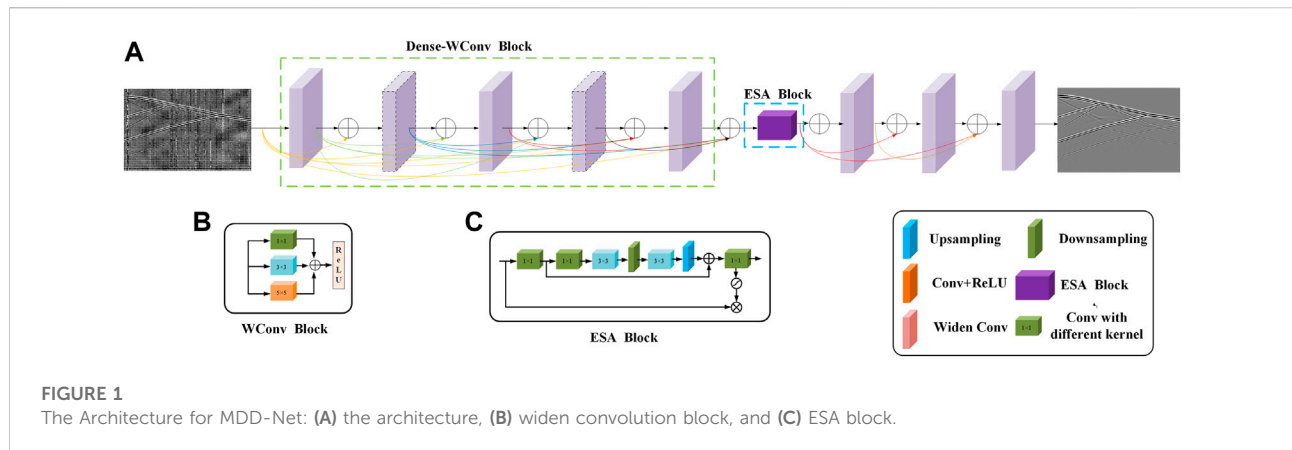 A
Dense-WConv Block
ESA Block
B
1×1
3×3
5×5
ReLU
WConv Block
C
1×1
1×1
3×3
3×3
1×1
ESA Block
Upsampling
Downsampling
Conv+ReLU
ESA Block
Widen Conv
1×1
Conv with
different kernel
FIGURE 1
The Architecture for MDD-Net: (A) the architecture, (B) widen convolution block, and (C) ESA block.